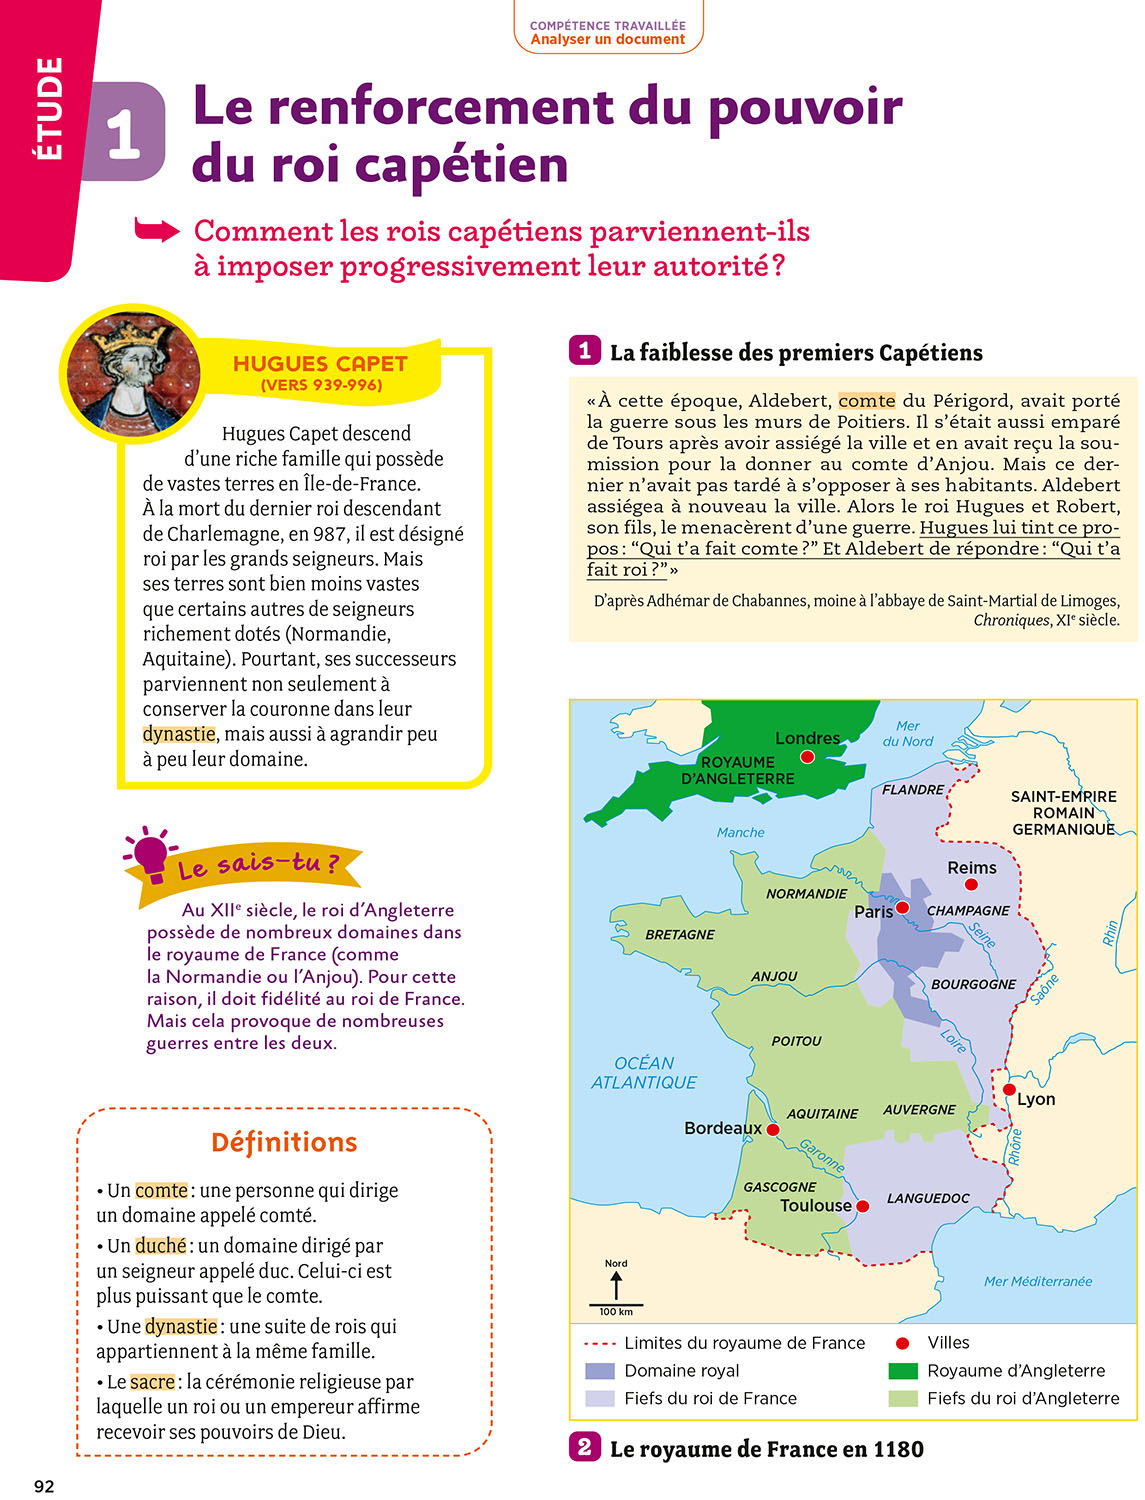 COMPÉTENCE TRAVAILLÉE
Analyser un document
ÉTUDE
1
Le renforcement du pouvoir
du roi capétien
Comment les rois capétiens parviennent-ils
à imposer progressivement leur autorité ?
HUGUES CAPET
(VERS 939-996)
Hugues Capet descend
d'une riche famille qui possède
de vastes terres en Île-de-France.
À la mort du dernier roi descendant
de Charlemagne, en 987, il est désigné
roi par les grands seigneurs. Mais
ses terres sont bien moins vastes
que certains autres de seigneurs
richement dotés (Normandie,
Aquitaine). Pourtant, ses successeurs
parviennent non seulement à
conserver la couronne dans leur
dynastie, mais aussi à agrandir peu
à peu leur domaine.
Le sais-tu ?
Au XIIe siècle, le roi d'Angleterre
possède de nombreux domaines dans
le royaume de France (comme
la Normandie ou l'Anjou). Pour cette
raison, il doit fidélité au roi de France.
Mais cela provoque de nombreuses
guerres entre les deux.
Définitions
• Un comte : une personne qui dirige
un domaine appelé comté.
• Un duché : un domaine dirigé par
un seigneur appelé duc. Celui-ci est
plus puissant que le comte.
• Une dynastie : une suite de rois qui
appartiennent à la même famille.
• Le sacre : la cérémonie religieuse par
laquelle un roi ou un empereur affirme
recevoir ses pouvoirs de Dieu.
1 La faiblesse des premiers Capétiens
« À cette époque, Aldebert, comte du Périgord, avait porté
la guerre sous les murs de Poitiers. Il s'était aussi emparé
de Tours après avoir assiégé la ville et en avait reçu la sou-
mission pour la donner au comte d'Anjou. Mais ce der-
nier n'avait pas tardé à s'opposer à ses habitants. Aldebert
assiégea à nouveau la ville. Alors le roi Hugues et Robert,
son fils, le menacèrent d'une guerre. Hugues lui tint ce pro-
pos : “Qui t'a fait comte ?” Et Aldebert de répondre : “Qui t'a
fait roi ?” »
D'après Adhémar de Chabannes, moine à l'abbaye de Saint-Martial de Limoges,
Chroniques, XIe siècle.
Mer
du Nord
Londres
ROYAUME
D'ANGLETERRE
FLANDRE
SAINT-EMPIRE
ROMAIN
GERMANIQUE
Manche
Reims
NORMANDIE
Paris
CHAMPAGNE
BRETAGNE
Seine
Rhin
ANJOU
BOURGOGNE
Saône
POITOU
Loire
OCÉAN
ATLANTIQUE
Lyon
AQUITAINE
AUVERGNE
Bordeaux
Garonne
Rhône
GASCOGNE
Toulouse
LANGUEDOC
Nord
100 km
Mer Méditerranée
Limites du royaume de France
Villes
Domaine royal
Royaume d'Angleterre
Fiefs du roi de France
Fiefs du roi d'Angleterre
2 Le royaume de France en 1180
92